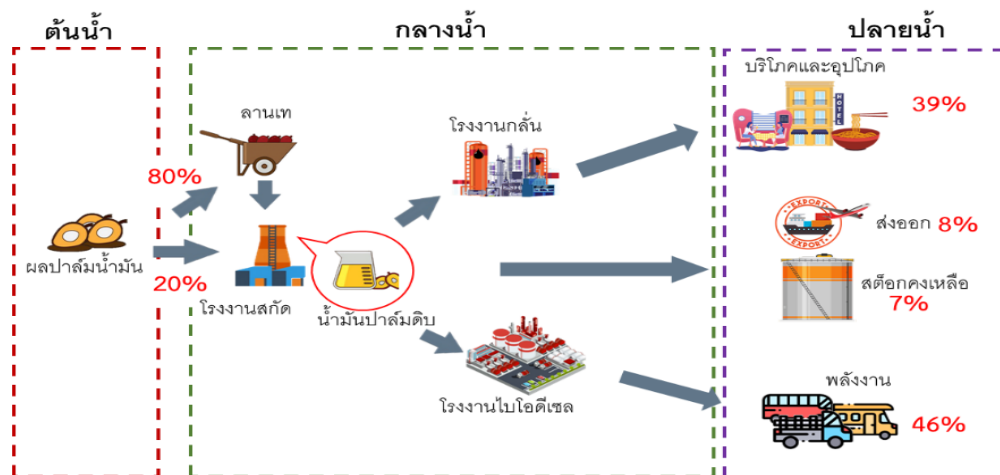 ต้นน้ำ
กลางน้ำ
ปลายน้ำ
บริโภคและอุปโภค
39%
HOTEL
ลานเท
โรงงานกลั่น
80%
EXPORT
EXPORT
ส่งออก 8%
ผลปาล์มน้ำมัน
20%
โรงงานสกัด
น้ำมันปาล์มดิบ
สต็อกคงเหลือ
7%
พลังงาน
โรงงานไบโอดีเซล
46%